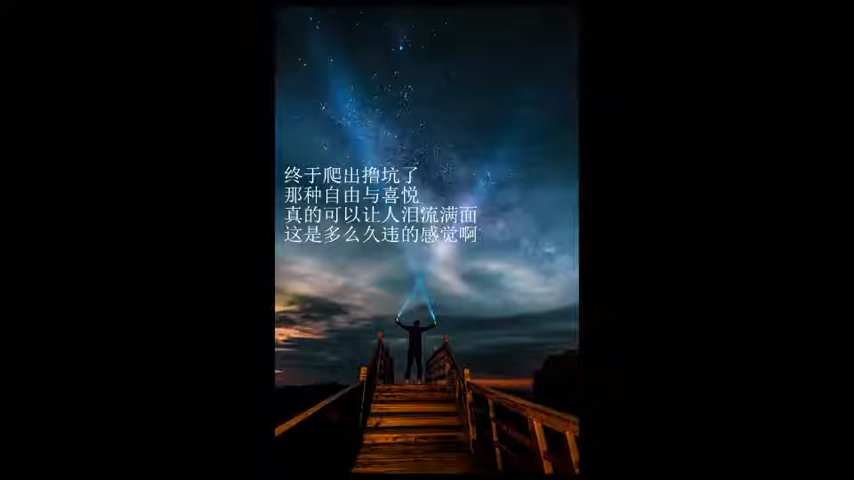 终于爬出撸坑了
那种自由与喜悦
真的可以让人泪流满面
这是多么久违的感觉啊